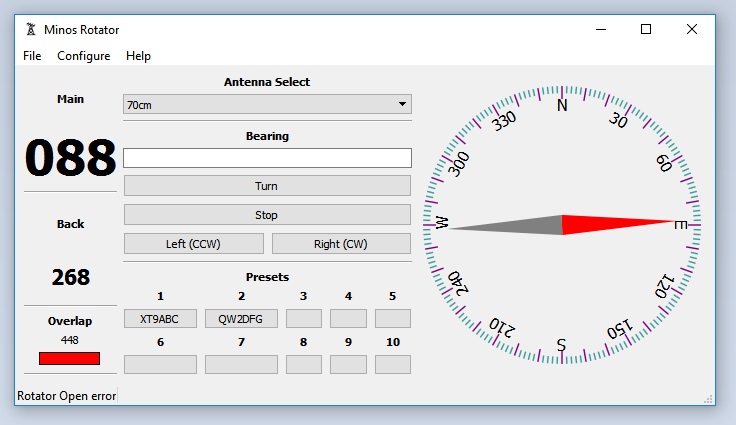 Minos Rotator
File Configure Help
Main
088
Back
268
Overlap
448
Antenna Select
70cm
Bearing
Turn
Stop
Left (CCW) Right (CW)
Presets
1 2 3 4 5
XT9ABC QW2DFG
6 7 8 9 10
N
30
60
E
120
150
S
210
240
W
300
330
Rotator Open error